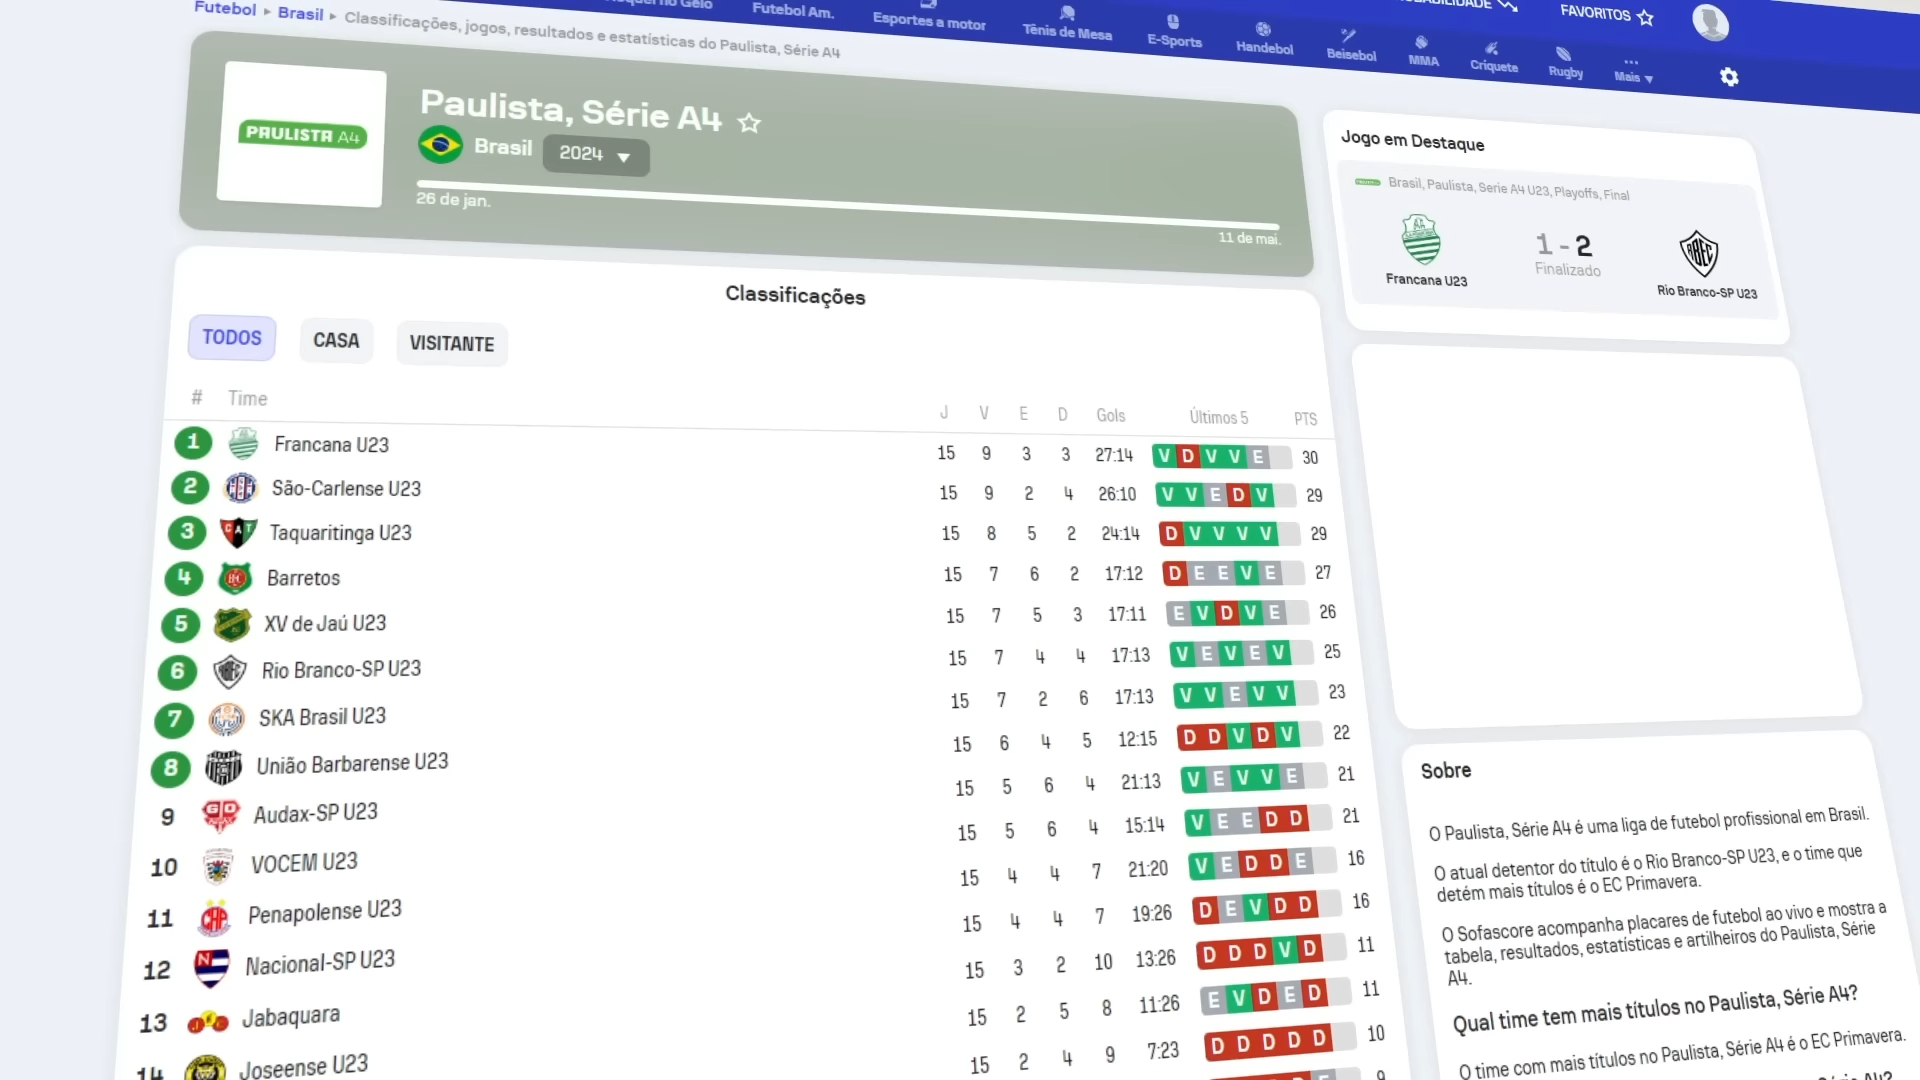 Futebol ▸ Brasil ▸ Classificações, jogos, resultados e estatísticas do Paulista, Série A4
Futebol Am.
Esportes a motor
Tênis de Mesa
E-Sports
Handebol
Beisebol
MMA
Críquete
Rugby
Mais ▼
FAVORITOS
PAULISTA A4
Paulista, Série A4
Brasil
2024 ▼
26 de jan.
11 de mai.
Classificações
TODOS CASA VISITANTE
# Time J V E D Gols Últimos 5 PTS
1 Francana U23 15 9 3 3 27:14 V D V V E 30
2 São-Carlense U23 15 9 2 4 26:10 V V E D V 29
3 Taquaritinga U23 15 8 5 2 24:14 D V V V V 29
4 Barretos 15 7 6 2 17:12 D E E V E 27
5 XV de Jaú U23 15 7 5 3 17:11 E V D V E 26
6 Rio Branco-SP U23 15 7 4 4 17:13 V E V E V 25
7 SKA Brasil U23 15 7 2 6 17:13 V V E V V 23
8 União Barbarense U23 15 6 4 5 12:15 D D V D V 22
9 Audax-SP U23 15 5 6 4 21:13 V E V V E 21
10 VOCEM U23 15 5 6 4 15:14 V E E D D 21
11 Penapolense U23 15 4 4 7 21:20 V E D D E 16
12 Nacional-SP U23 15 4 4 7 19:26 D E V D D 16
13 Jabaquara 15 3 2 10 13:26 D D D V D 11
14 Joseense U23 15 2 5 8 11:26 E V D E D 11
15 2 4 9 7:23 D D D D D 10
Jogo em Destaque
Brasil, Paulista, Serie A4 U23, Playoffs, Final
1 - 2
Finalizado
Francana U23
Rio Branco-SP U23
Sobre
O Paulista, Série A4 é uma liga de futebol profissional em Brasil.
O atual detentor do título é o Rio Branco-SP U23, e o time que
detém mais títulos é o EC Primavera.
O Sofascore acompanha placares de futebol ao vivo e mostra a
tabela, resultados, estatísticas e artilheiros do Paulista, Série
A4.
Qual time tem mais títulos no Paulista, Série A4?
O time com mais títulos no Paulista, Série A4 é o EC Primavera.